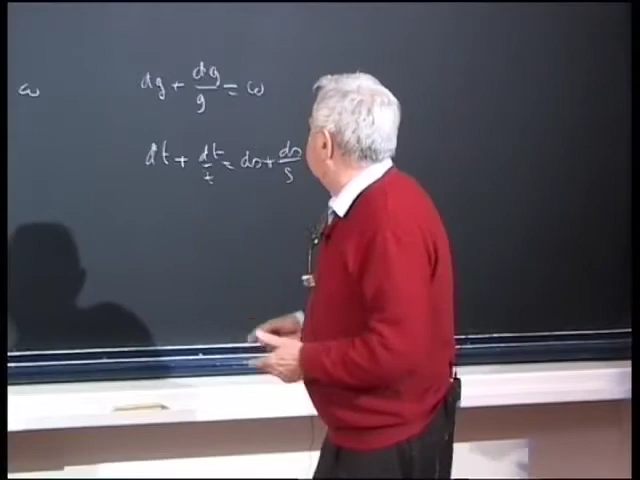 ω
dg + dg/g = ω
dt + dt/t = ds + ds/s